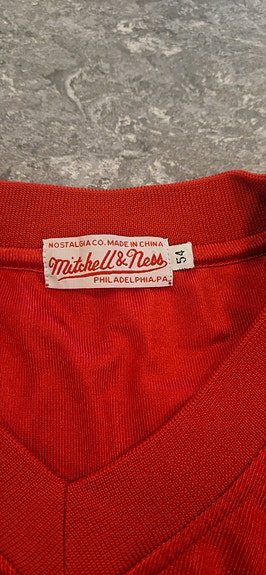 NOSTALGIA CO. MADE IN CHINA
Mitchell & Ness
PHILADELPHIA, PA.
54